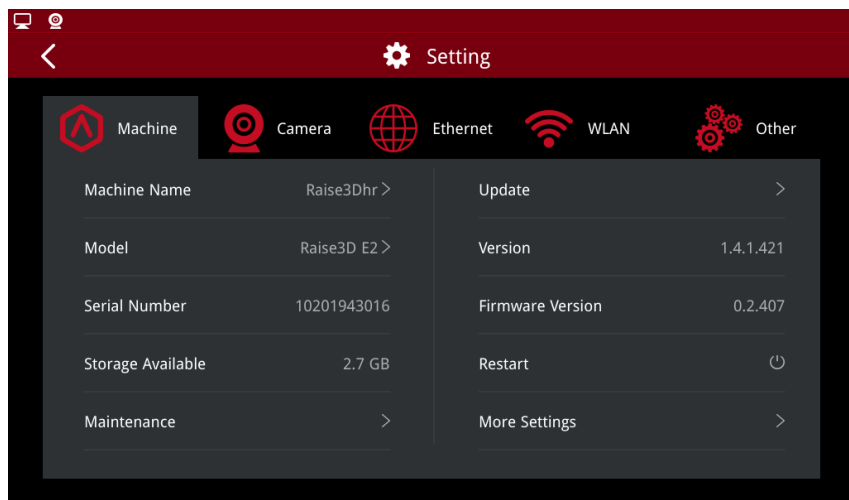 Setting
Machine Camera Ethernet WLAN Other
Machine Name Raise3Dhr >
Update >
Model Raise3D E2 >
Version 1.4.1.421
Serial Number 10201943016
Firmware Version 0.2.407
Storage Available 2.7 GB
Restart
Maintenance >
More Settings >